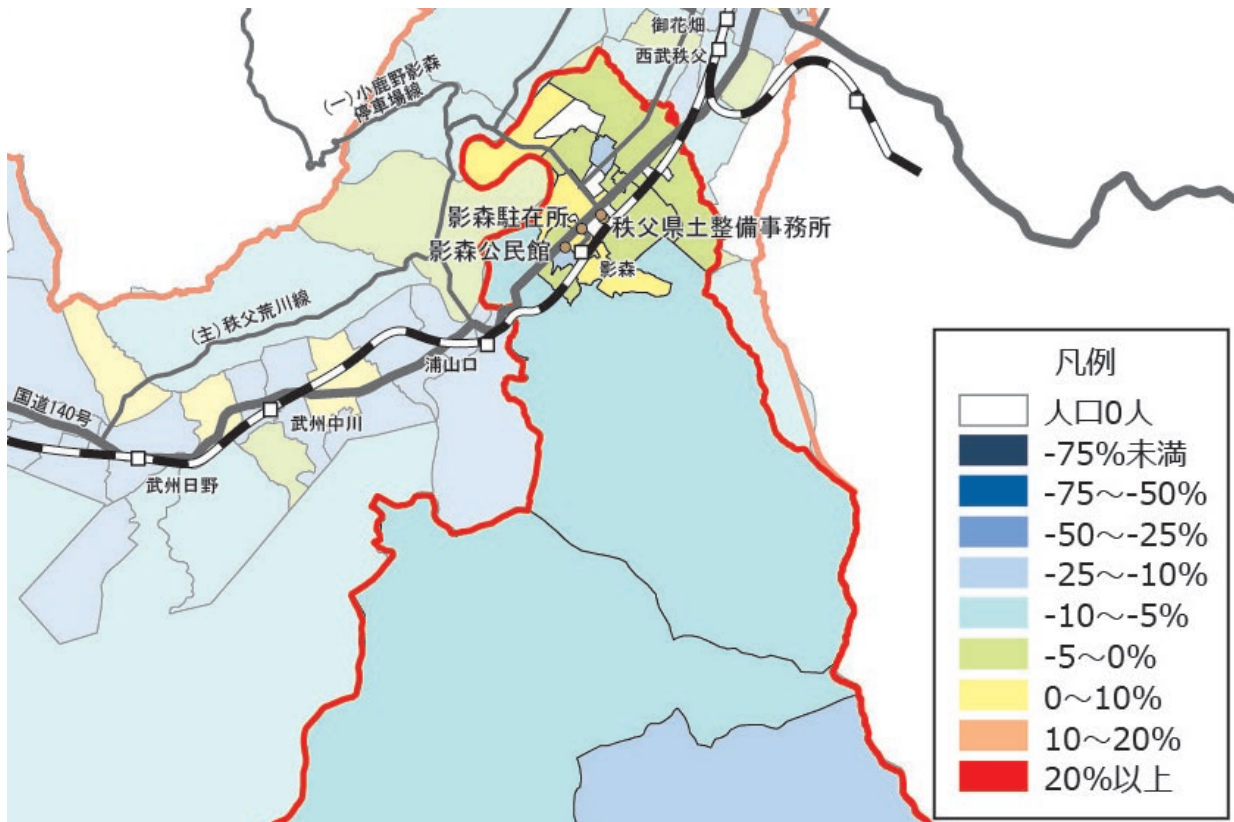 御花畑
西武秩父
(一)小鹿野影森
停車場線
影森駐在所
秩父県土整備事務所
影森公民館
影森
(主)秩父荒川線
浦山口
国道140号
武州中川
武州日野
凡例
人口0人
-75%未満
-75~-50%
-50~-25%
-25~-10%
-10~-5%
-5~0%
0~10%
10~20%
20%以上